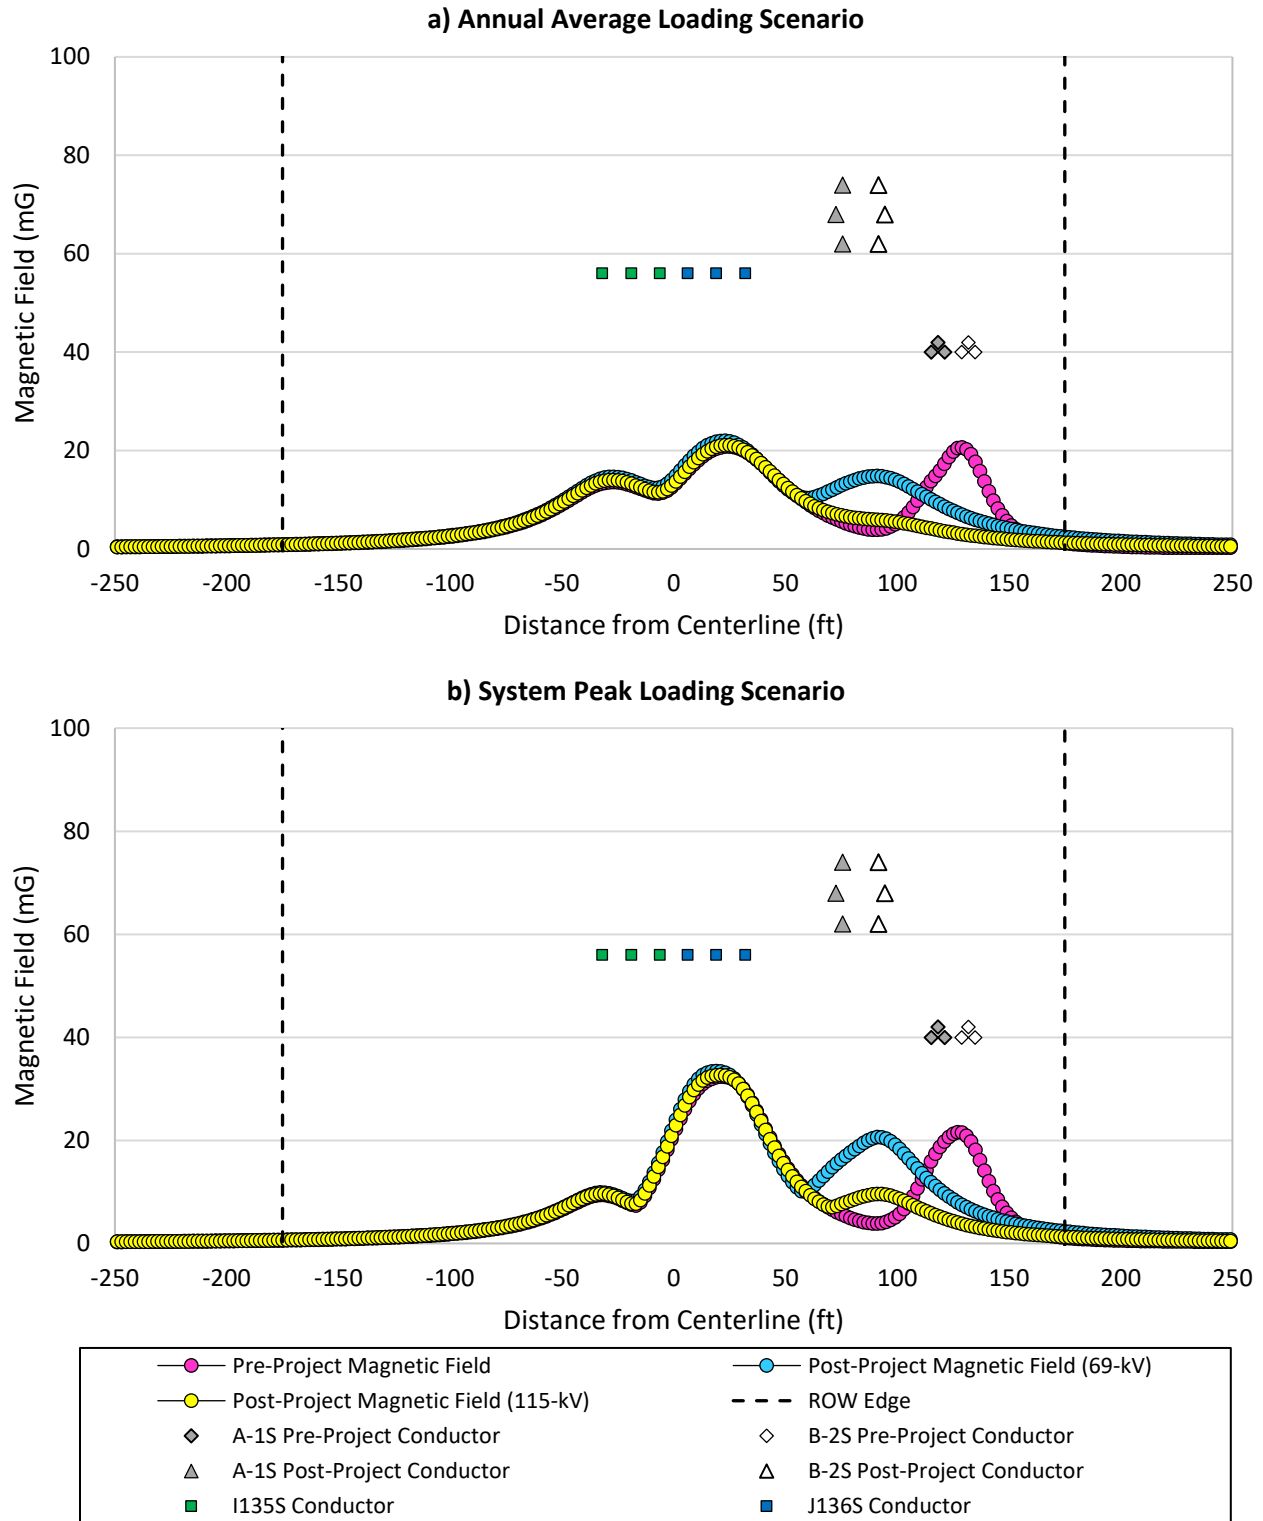 a) Annual Average Loading Scenario
100
80
60
40
20
0
Magnetic Field (mG)
-250 -200 -150 -100 -50 0 50 100 150 200 250
Distance from Centerline (ft)
b) System Peak Loading Scenario
100
80
60
40
20
0
Magnetic Field (mG)
-250 -200 -150 -100 -50 0 50 100 150 200 250
Distance from Centerline (ft)
Pre-Project Magnetic Field Post-Project Magnetic Field (69-kV)
Post-Project Magnetic Field (115-kV) ROW Edge
A-1S Pre-Project Conductor B-2S Pre-Project Conductor
A-1S Post-Project Conductor B-2S Post-Project Conductor
I135S Conductor J136S Conductor